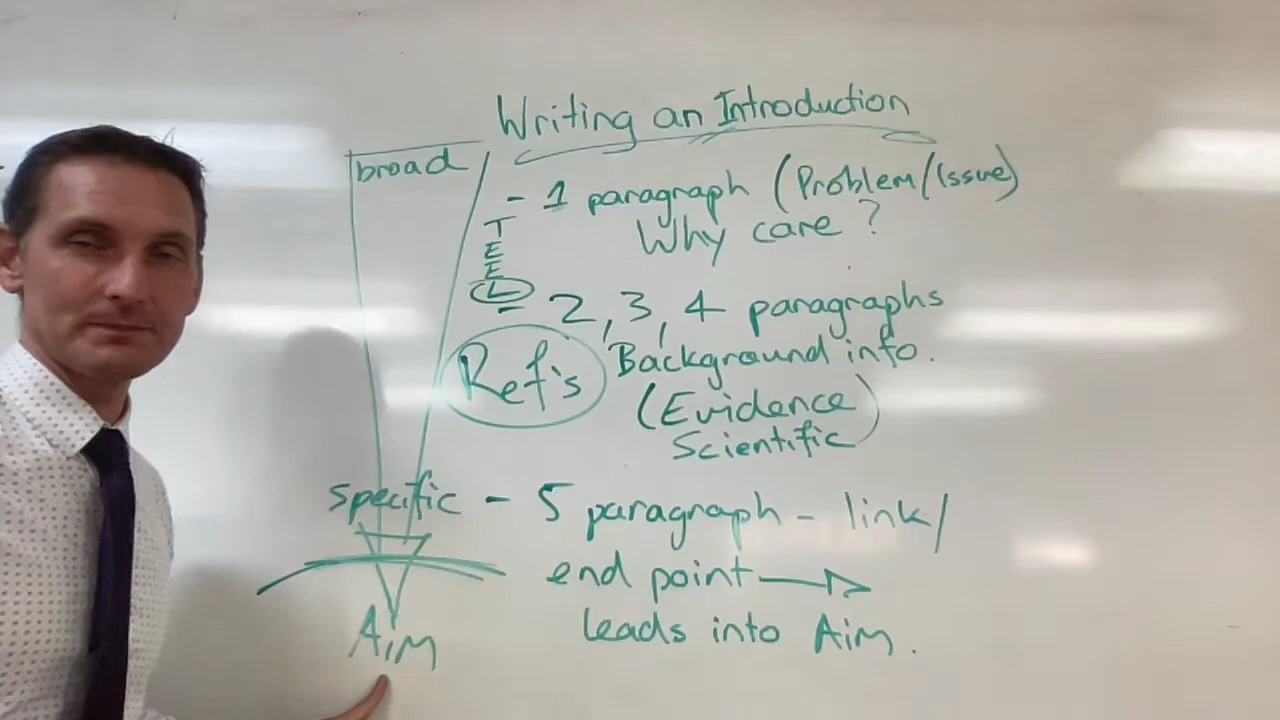 Writing an Introduction
broad
- 1 paragraph (Problem/Issue)
Why care ?
T
E
E
L
- 2, 3, 4 paragraphs
Ref's
Background info.
(Evidence
Scientific)
Specific - 5 paragraph - link/
end point →
leads into Aim.
Aim